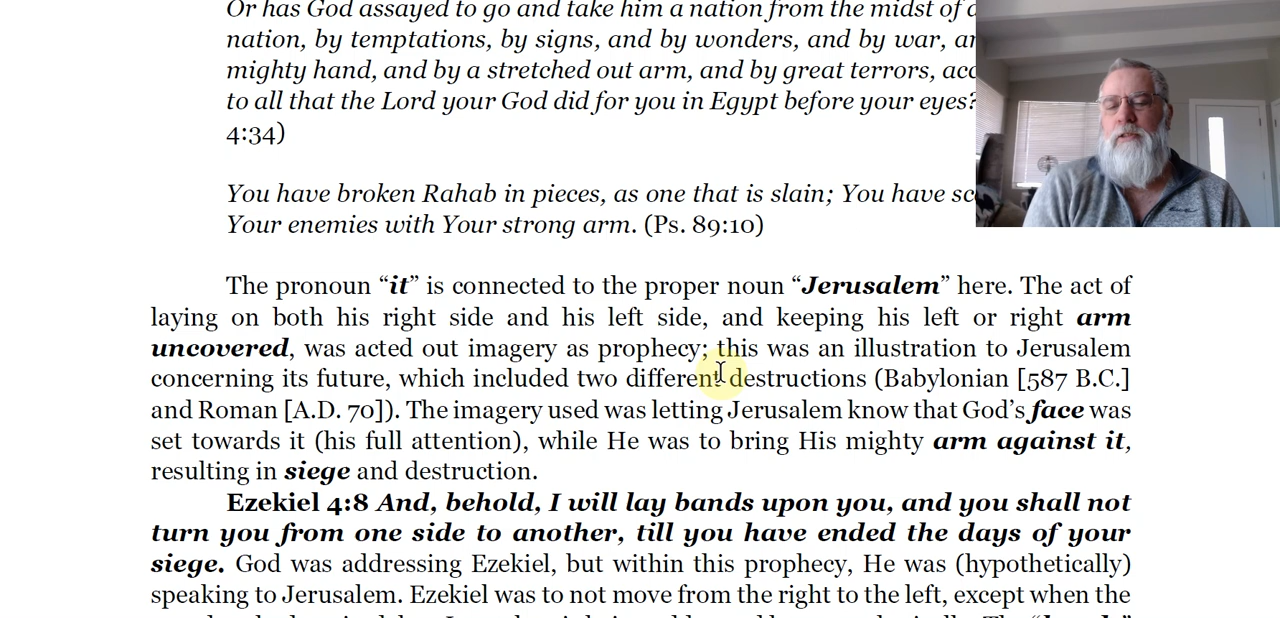 Or has God assayed to go and take him a nation from the midst of
nation, by temptations, by signs, and by wonders, and by war,
mighty hand, and by a stretched out arm, and by great terrors,
to all that the Lord your God did for you in Egypt before your eyes?
4:34)
You have broken Rahab in pieces, as one that is slain; You have
Your enemies with Your strong arm. (Ps. 89:10)
The pronoun “it” is connected to the proper noun “Jerusalem” here. The act of
laying on both his right side and his left side, and keeping his left or right arm
uncovered, was acted out imagery as prophecy; this was an illustration to Jerusalem
concerning its future, which included two different destructions (Babylonian [587 B.C.]
and Roman [A.D. 70]). The imagery used was letting Jerusalem know that God’s face was
set towards it (his full attention), while He was to bring His mighty arm against it,
resulting in siege and destruction.
Ezekiel 4:8 And, behold, I will lay bands upon you, and you shall not
turn you from one side to another, till you have ended the days of your
siege. God was addressing Ezekiel, but within this prophecy, He was (hypothetically)
speaking to Jerusalem. Ezekiel was to not move from the right to the left, except when the